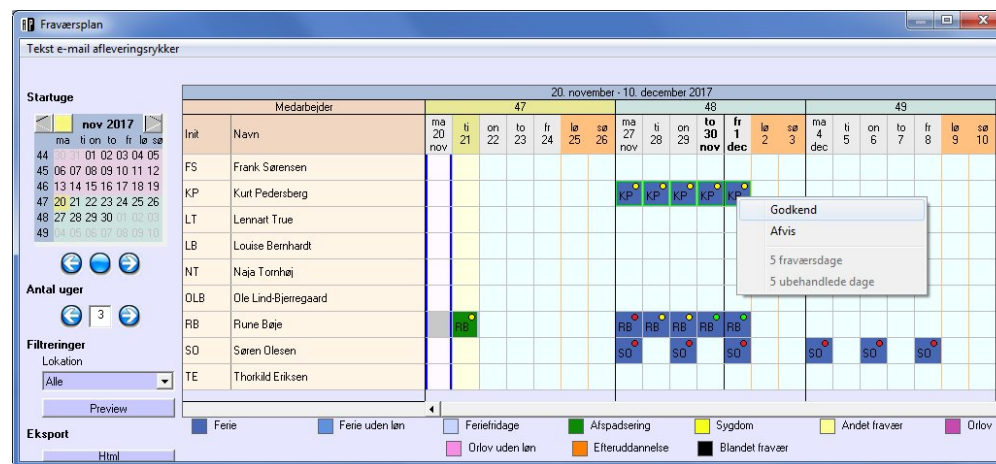 Fraværsplan
Tekst e-mail afleveringsrykker
Startuge
nov 2017
ma ti on to fr lø sø
44 30 31 01 02 03 04 05
45 06 07 08 09 10 11 12
46 13 14 15 16 17 18 19
47 20 21 22 23 24 25 26
48 27 28 29 30 01 02 03
49 04 05 06 07 08 09 10
Antal uger
3
Filtreringer
Lokation
Alle
Preview
Eksport
Html
20. november - 10. december 2017
Medarbejder 47 48 49
Init Navn ma 20 nov ti 21 on 22 to 23 fr 24 lø 25 sø 26 ma 27 nov ti 28 on 29 to 30 nov fr 1 dec lø 2 sø 3 ma 4 dec ti 5 on 6 to 7 fr 8 lø 9 sø 10
FS Frank Sørensen
KP Kurt Pedersberg KP KP KP KP KP
LT Lennart True
LB Louise Bernhardt
NT Naja Tornhøj
OLB Ole Lind-Bjerregaard
RB Rune Bøje RB RB RB RB RB RB
SO Søren Olesen SO SO SO SO SO SO
TE Thorkild Eriksen
Godkend
Afvis
5 fraværsdage
5 ubehandlede dage
Ferie Ferie uden løn Feriefridage Afspadsering Sygdom Andet fravær Orlov
Orlov uden løn Efteruddannelse Blandet fravær